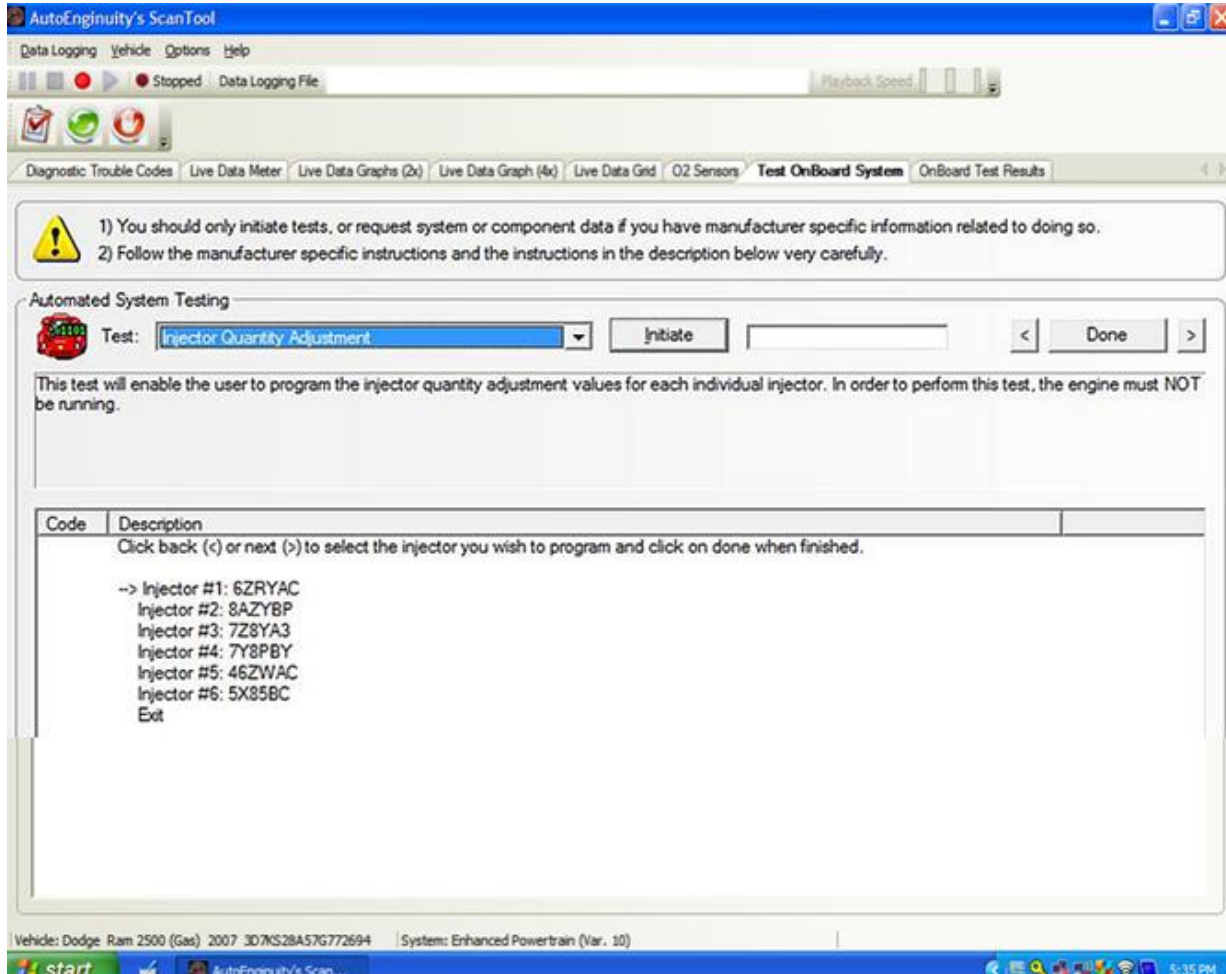 AutoEnginuity's ScanTool
Data Logging Vehicle Options Help
Stopped Data Logging File Playback Speed
Diagnostic Trouble Codes Live Data Meter Live Data Graphs (2x) Live Data Graph (4x) Live Data Grid O2 Sensors Test OnBoard System OnBoard Test Results
1) You should only initiate tests, or request system or component data if you have manufacturer specific information related to doing so.
2) Follow the manufacturer specific instructions and the instructions in the description below very carefully.
Automated System Testing
Test: Injector Quantity Adjustment Initiate < Done >
This test will enable the user to program the injector quantity adjustment values for each individual injector. In order to perform this test, the engine must NOT
be running.
Code Description
Click back (<) or next (>) to select the injector you wish to program and click on done when finished.
--> Injector #1: 6ZRYAC
Injector #2: 8AZYBP
Injector #3: 7Z8YA3
Injector #4: 7Y8PBY
Injector #5: 46ZWAC
Injector #6: 5X85BC
Exit
Vehicle: Dodge Ram 2500 (Gas) 2007 3D7KS28A57G772694 System: Enhanced Powertrain (Var. 10)
start AutoEnginuity's Scan... 5:35 PM